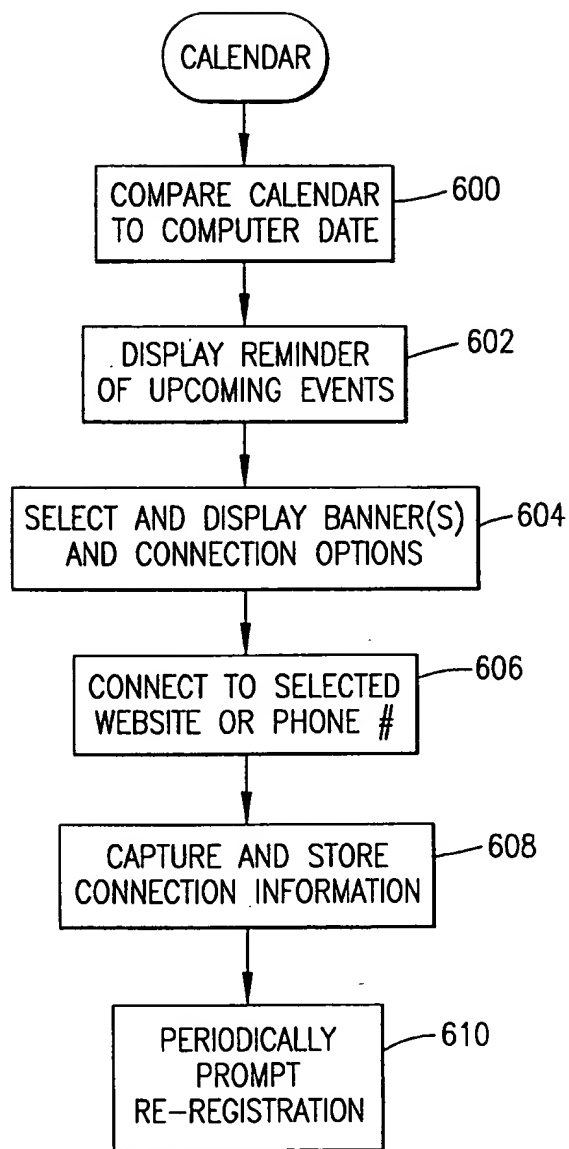 CALENDAR
COMPARE CALENDAR
TO COMPUTER DATE
600
DISPLAY REMINDER
OF UPCOMING EVENTS
602
SELECT AND DISPLAY BANNER(S)
AND CONNECTION OPTIONS
604
CONNECT TO SELECTED
WEBSITE OR PHONE #
606
CAPTURE AND STORE
CONNECTION INFORMATION
608
PERIODICALLY
PROMPT
RE-REGISTRATION
610